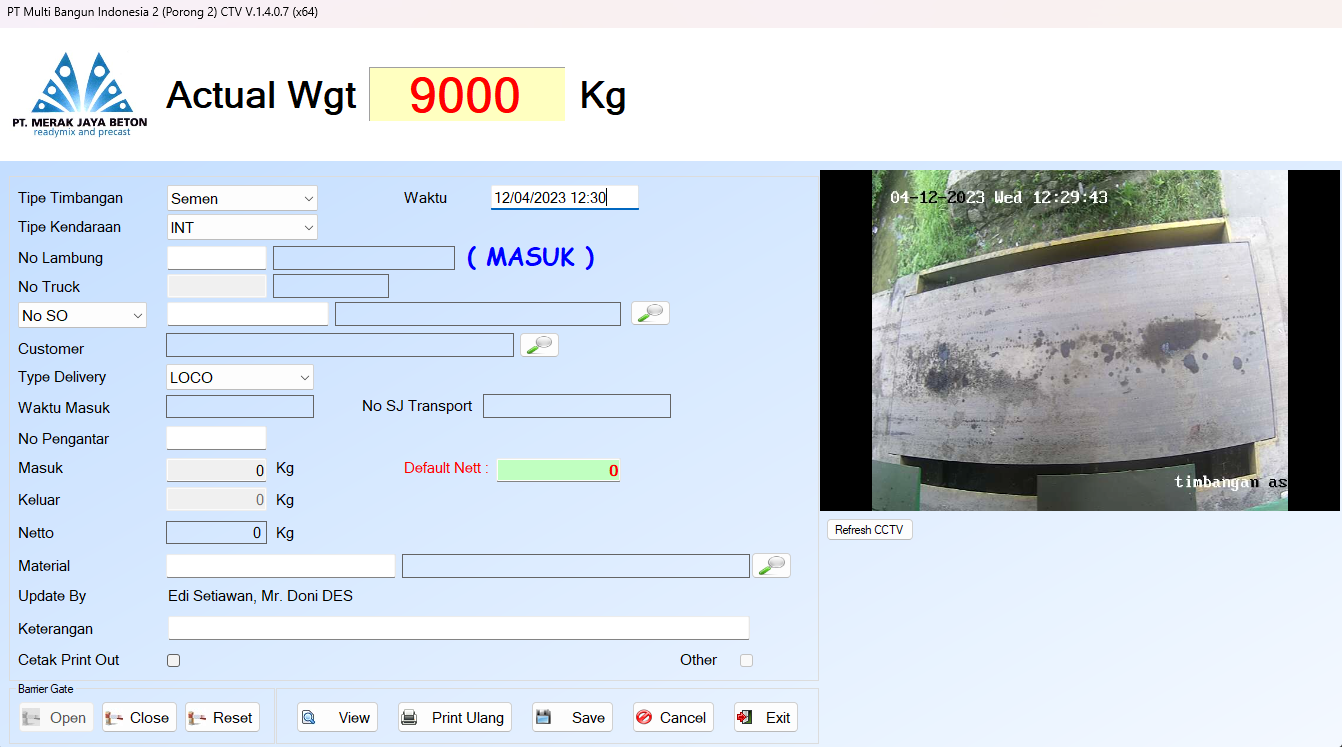 PT Multi Bangun Indonesia 2 (Porong 2) CTV V.1.4.0.7 (x64)
PT. MERAK JAYA BETON
readymix and precast
Actual Wgt 9000 Kg
Tipe Timbangan Semen Waktu 12/04/2023 12:30
Tipe Kendaraan INT
No Lambung ( MASUK )
No Truck
No SO
Customer
Type Delivery LOCO
Waktu Masuk No SJ Transport
No Pengantar
Masuk 0 Kg Default Nett : 0
Keluar 0 Kg
Netto 0 Kg
Material
Update By Edi Setiawan, Mr. Doni DES
Keterangan
Cetak Print Out Other
Barrier Gate
Open Close Reset View Print Ulang Save Cancel Exit
04-12-2023 Wed 12:29:43
timbangan as
Refresh CCTV